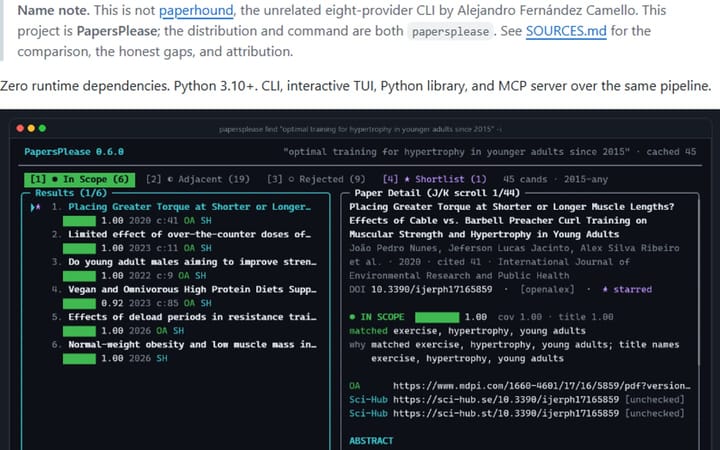 Name note. This is not paperhound, the unrelated eight-provider CLI by Alejandro Fernández Camello. This
project is PapersPlease; the distribution and command are both papersplease. See SOURCES.md for the
comparison, the honest gaps, and attribution.
Zero runtime dependencies. Python 3.10+. CLI, interactive TUI, Python library, and MCP server over the same pipeline.
papersplease find "optimal training for hypertrophy in younger adults since 2015" -i
PapersPlease 0.6.0 "optimal training for hypertrophy in younger adults since 2015" · cached 45
[1] ● In Scope (6) [2] ◐ Adjacent (19) [3] ○ Rejected (9) [4] ★ Shortlist (1) 45 cands · 2015-any
Results (1/6)
1. Placing Greater Torque at Shorter or Longer…
1.00 2020 c:41 OA SH
2. Limited effect of over-the-counter doses of…
1.00 2023 c:11 OA SH
3. Do young adult males aiming to improve stren…
1.00 2022 c:9 OA SH
4. Vegan and Omnivorous High Protein Diets Supp…
0.92 2023 c:85 OA SH
5. Effects of deload periods in resistance trai…
1.00 2026 OA SH
6. Normal-weight obesity and low muscle mass in…
1.00 2026 SH
Paper Detail (J/K scroll 1/44)
Placing Greater Torque at Shorter or Longer Muscle Lengths?
Effects of Cable vs. Barbell Preacher Curl Training on
Muscular Strength and Hypertrophy in Young Adults
João Pedro Nunes, Jeferson Lucas Jacinto, Alex Silva Ribeiro
et al. · 2020 · cited 41 · International Journal of
Environmental Research and Public Health
DOI 10.3390/ijerph17165859 · [openalex] · ★ starred
● IN SCOPE 1.00 cov 1.00 · title 1.00
matched exercise, hypertrophy, young adults
why matched exercise, hypertrophy, young adults; title names
exercise, hypertrophy, young adults
OA https://www.mdpi.com/1660-4601/17/16/5859/pdf?version…
Sci-Hub https://sci-hub.se/10.3390/ijerph17165859 [unchecked]
Sci-Hub https://sci-hub.st/10.3390/ijerph17165859 [unchecked]
ABSTRACT